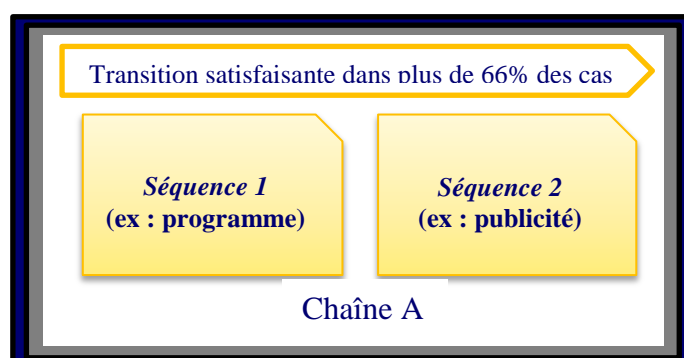 Transition satisfaisante dans plus de 66% des cas
Séquence 1
(ex : programme)
Séquence 2
(ex : publicité)
Chaîne A